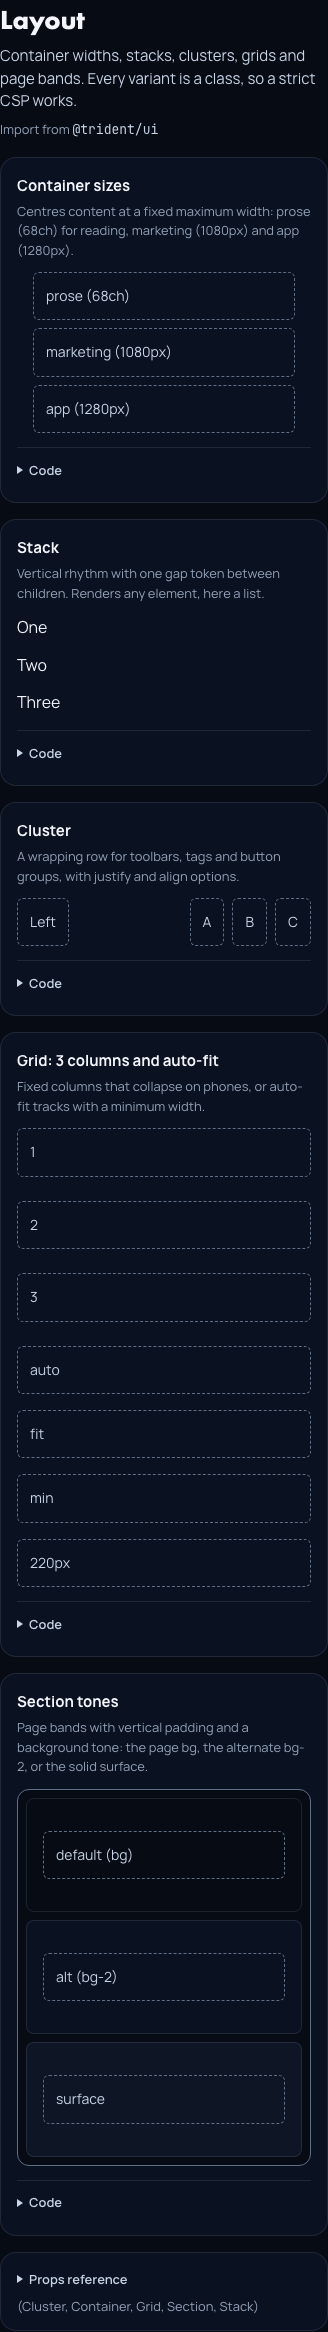 Layout
Container widths, stacks, clusters, grids and
page bands. Every variant is a class, so a strict
CSP works.
Import from @trident/ui
Container sizes
Centres content at a fixed maximum width: prose
(68ch) for reading, marketing (1080px) and app
(1280px).
prose (68ch)
marketing (1080px)
app (1280px)
Code
Stack
Vertical rhythm with one gap token between
children. Renders any element, here a list.
One
Two
Three
Code
Cluster
A wrapping row for toolbars, tags and button
groups, with justify and align options.
Left A B C
Code
Grid: 3 columns and auto-fit
Fixed columns that collapse on phones, or auto-
fit tracks with a minimum width.
1
2
3
auto
fit
min
220px
Code
Section tones
Page bands with vertical padding and a
background tone: the page bg, the alternate bg-
2, or the solid surface.
default (bg)
alt (bg-2)
surface
Code
Props reference
(Cluster, Container, Grid, Section, Stack)